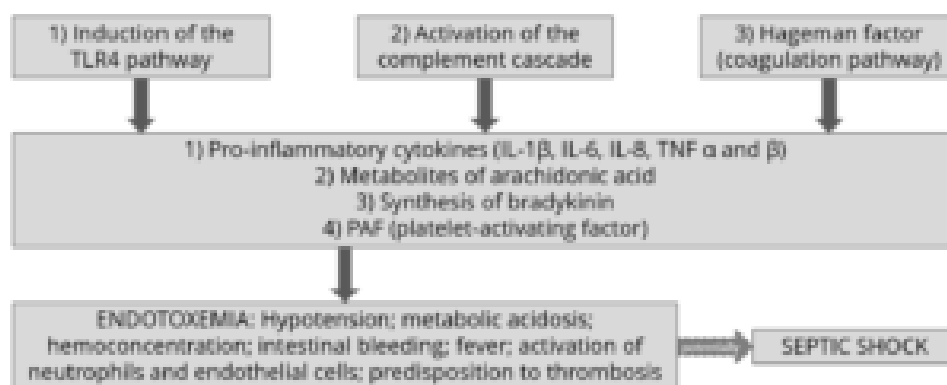 1) Induction of the
TLR4 pathway
2) Activation of the
complement cascade
3) Hageman factor
(coagulation pathway)
1) Pro-inflammatory cytokines (IL-1β, IL-6, IL-8, TNF α and β)
2) Metabolites of arachidonic acid
3) Synthesis of bradykinin
4) PAF (platelet-activating factor)
ENDOTOXEMIA: Hypotension; metabolic acidosis;
hemoconcentration; intestinal bleeding; fever; activation of
neutrophils and endothelial cells; predisposition to thrombosis
SEPTIC SHOCK